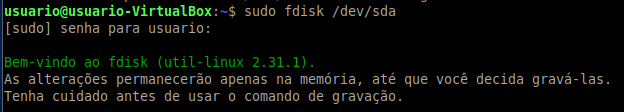 usuario@usuario-VirtualBox:~$ sudo fdisk /dev/sda
[sudo] senha para usuario:
Bem-vindo ao fdisk (util-linux 2.31.1).
As alterações permanecerão apenas na memória, até que você decida gravá-las.
Tenha cuidado antes de usar o comando de gravação.